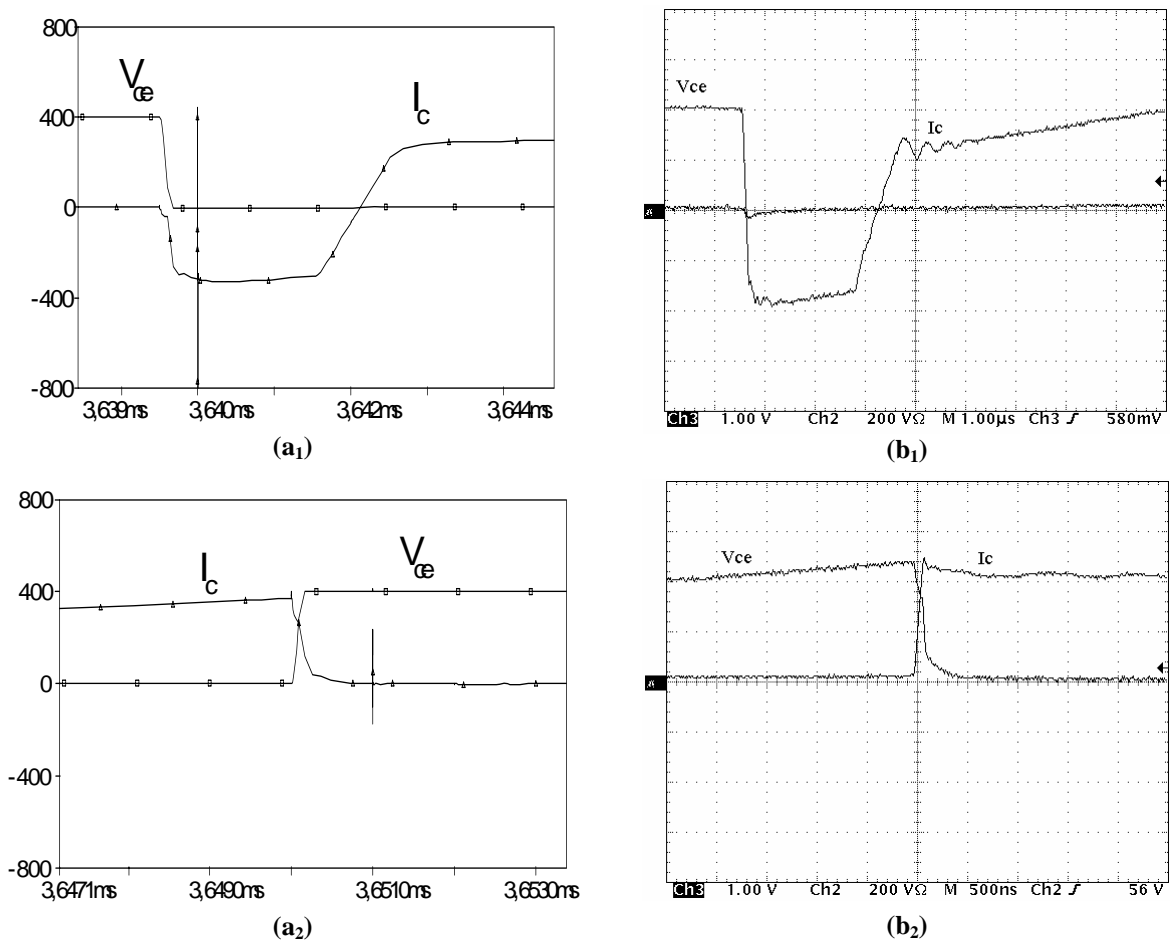 800
400
0
-400
-800
Vce
Ic
3,639ms
3,640ms
3,642ms
3,644ms
(a1)
Vce
Ic
Ch3 1.00 V Ch2 200 VΩ M 1.00µs Ch3 580mV
(b1)
800
400
0
-400
-800
Ic
Vce
3,6471ms
3,6490ms
3,6510ms
3,6530ms
(a2)
Vce
Ic
Ch3 1.00 V Ch2 200 VΩ M 500ns Ch2 56 V
(b2)